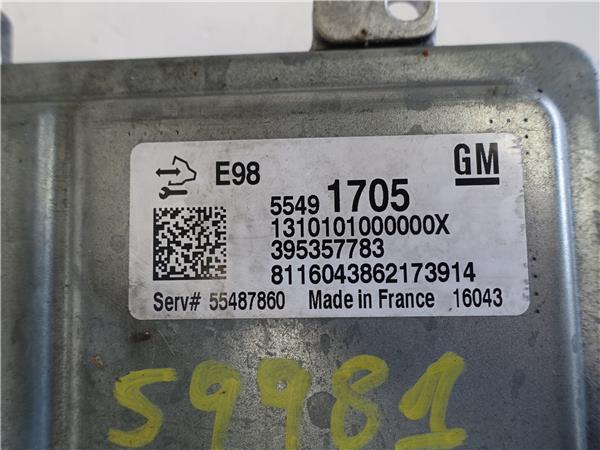 E98
GM
5549 1705
1310101000000X
395357783
8116043862173914
Serv# 55487860 Made in France 16043
59981